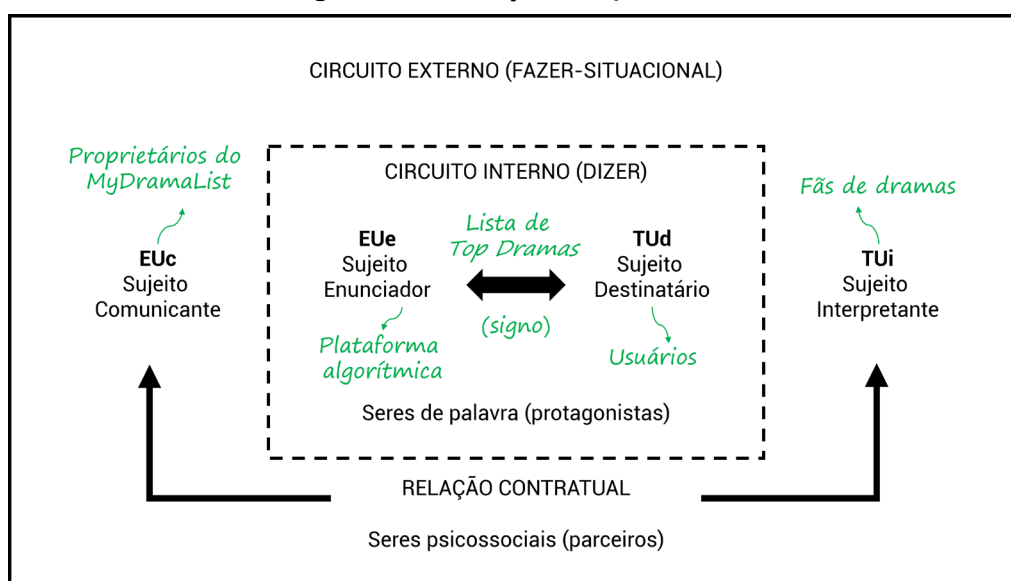 CIRCUITO EXTERNO (FAZER-SITUACIONAL)
Proprietários do
MyDramaList
EUc
Sujeito
Comunicante
CIRCUITO INTERNO (DIZER)
EUe
Sujeito
Enunciador
Plataforma
algorítmica
Lista de
Top Dramas
(signo)
TUd
Sujeito
Destinatário
Usuários
Seres de palavra (protagonistas)
Fãs de dramas
TUi
Sujeito
Interpretante
RELAÇÃO CONTRATUAL
Seres psicossociais (parceiros)